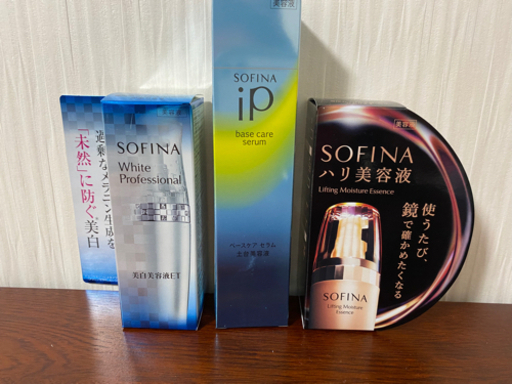 過剰なメラニン生成を
「未然」に防ぐ、美白
SOFINA
White
Professional
美白美容液ET
美容液
SOFINA
iP
base care
serum
ベースケア セラム
土台美容液
美容液
SOFINA
ハリ美容液
Lifting Moisture Essence
使うたび、
鏡で確かめたくなる
SOFINA
Lifting Moisture
Essence